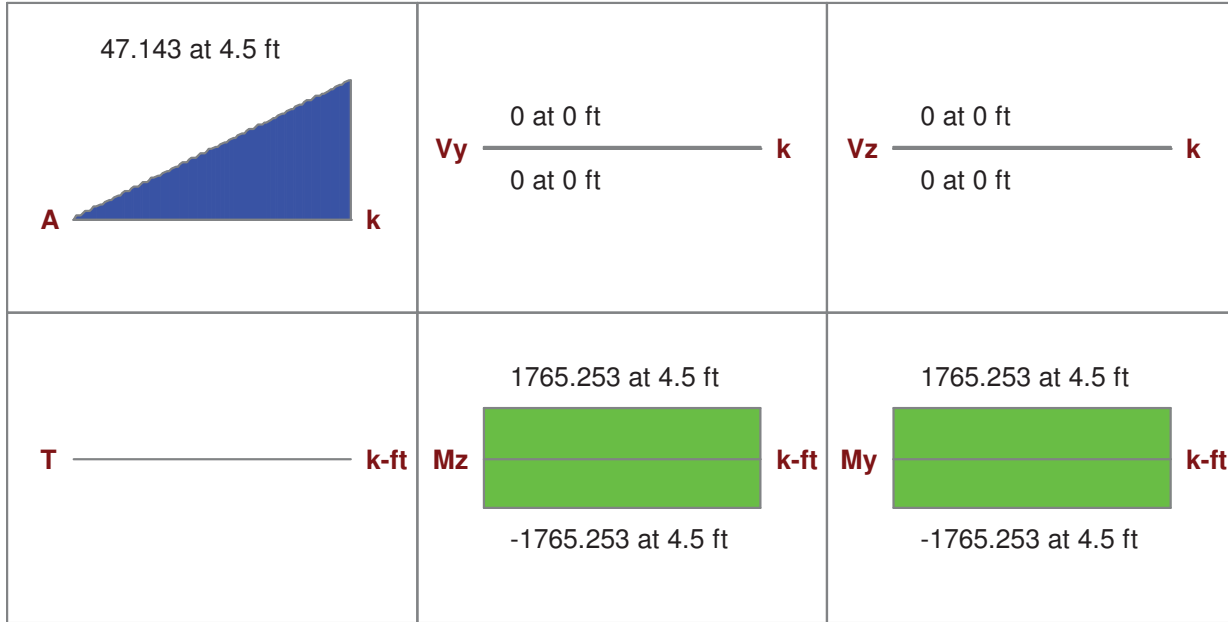 47.143 at 4.5 ft
A k
0 at 0 ft
Vy k
0 at 0 ft
0 at 0 ft
Vz k
0 at 0 ft
T k-ft
1765.253 at 4.5 ft
Mz k-ft
-1765.253 at 4.5 ft
1765.253 at 4.5 ft
My k-ft
-1765.253 at 4.5 ft